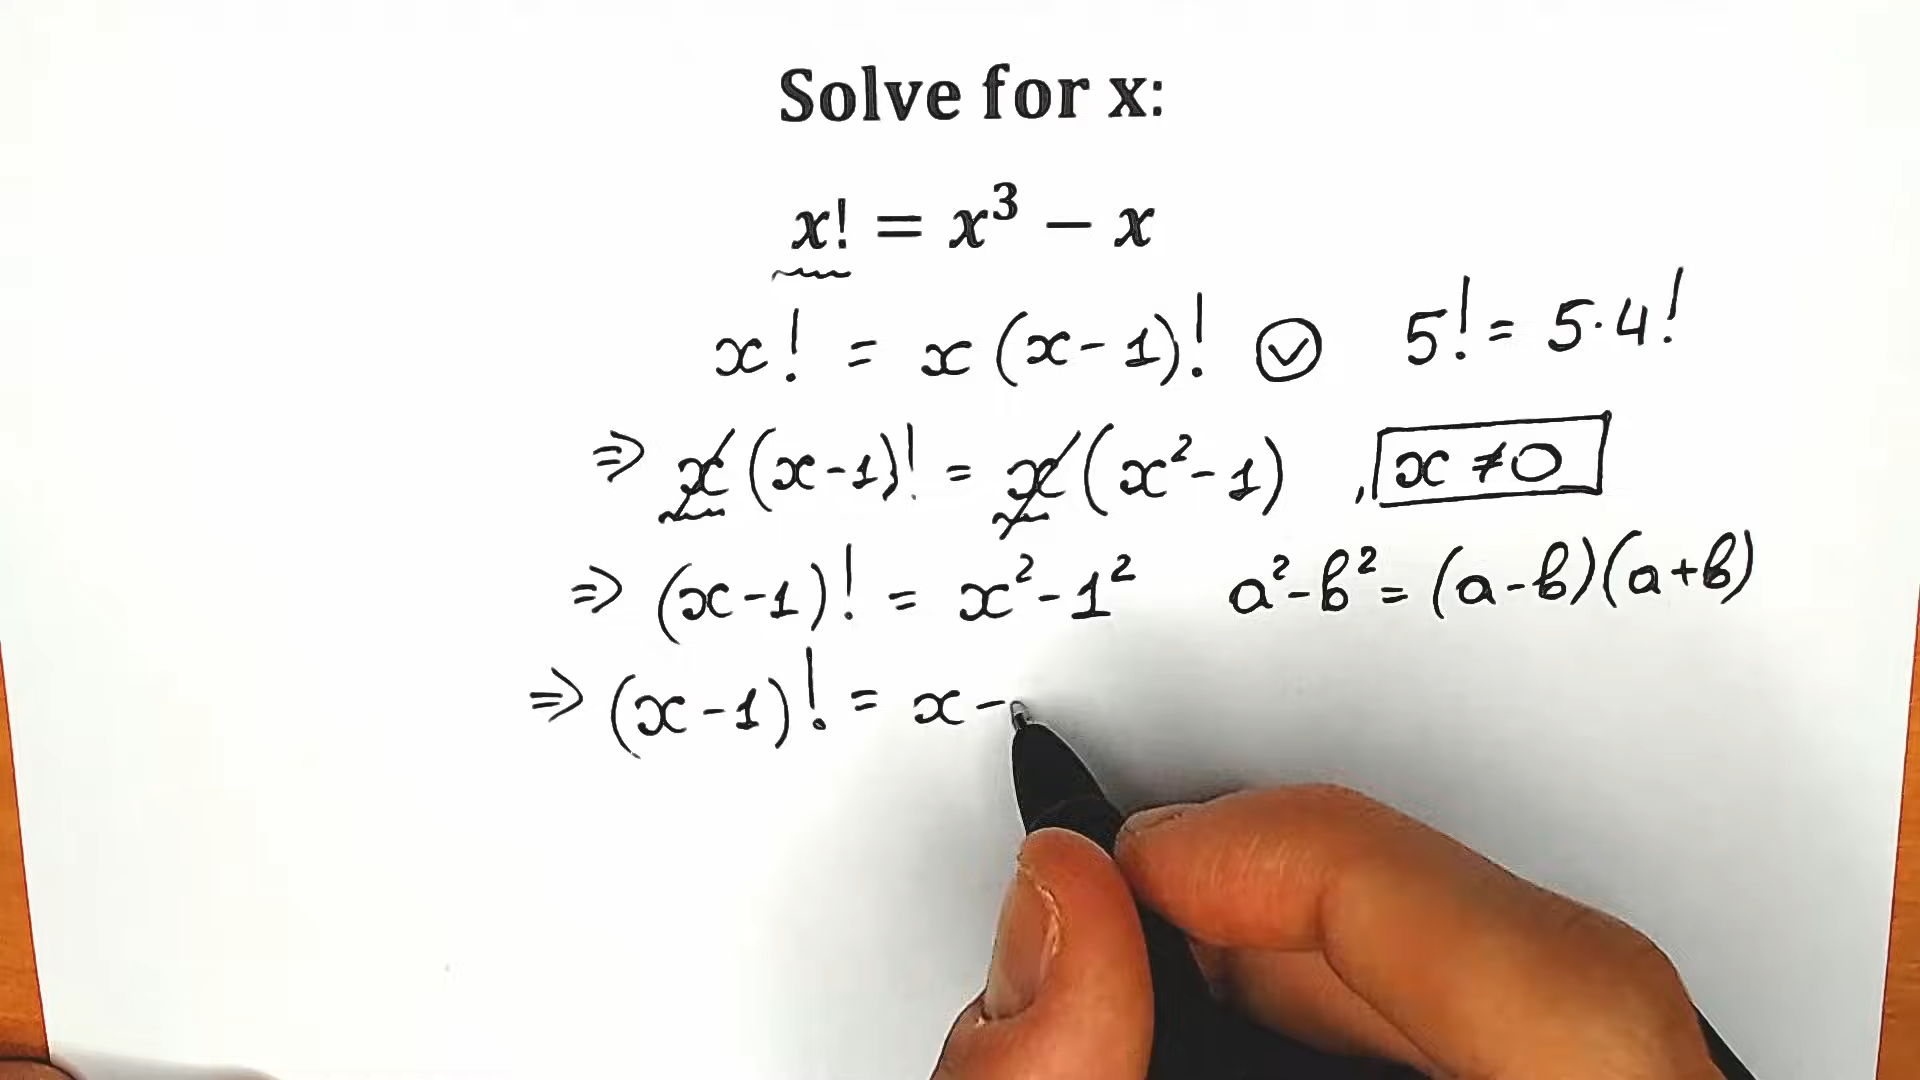 Solve for x:
x! = x³ − x
x! = x(x-1)! 5! = 5·4!
⇒ x(x-1)! = x(x²-1) , x ≠ 0
⇒ (x-1)! = x²-1² a²-b² = (a-b)(a+b)
⇒ (x-1)! = x-